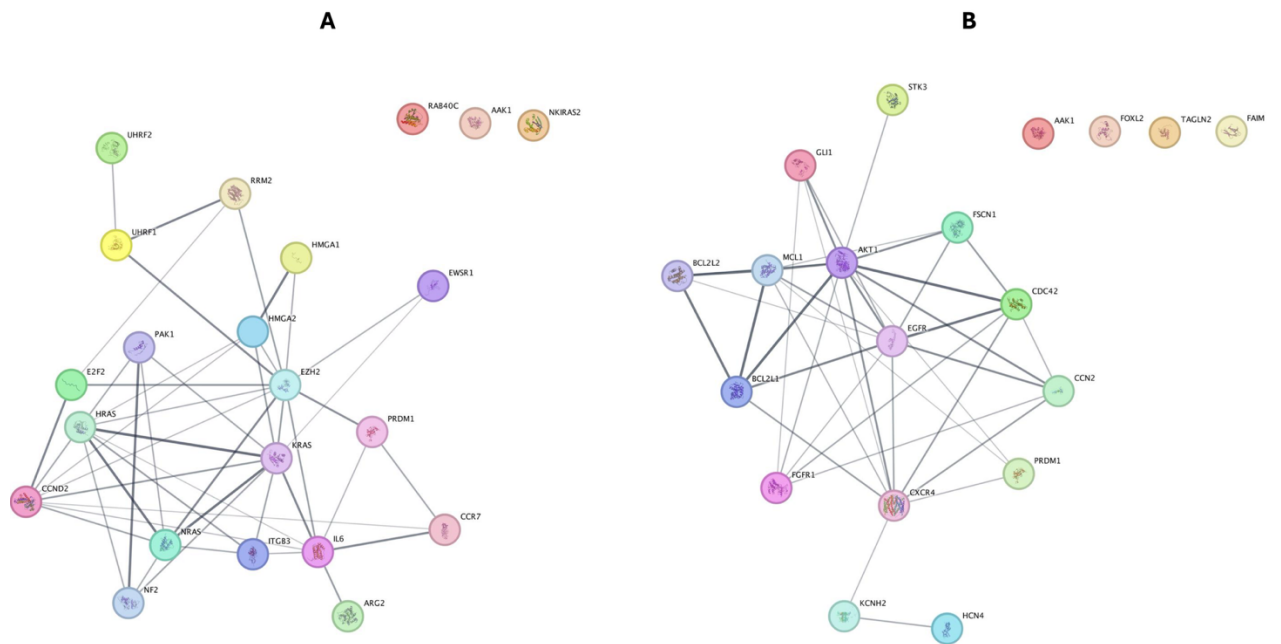 A
RAB40C
AAK1
NKIRAS2
UHRF2
RRM2
UHRF1
HMGA1
EWSR1
HMGA2
PAK1
E2F2
EZH2
HRAS
PRDM1
KRAS
CCND2
CCR7
NRAS
ITGB3
IL6
NF2
ARG2
B
STK3
AAK1
FOXL2
TAGLN2
FAIM
GLI1
FSCN1
AKT1
BCL2L2
MCL1
CDC42
EGFR
BCL2L1
CCN2
PRDM1
FGFR1
CXCR4
KCNH2
HCN4